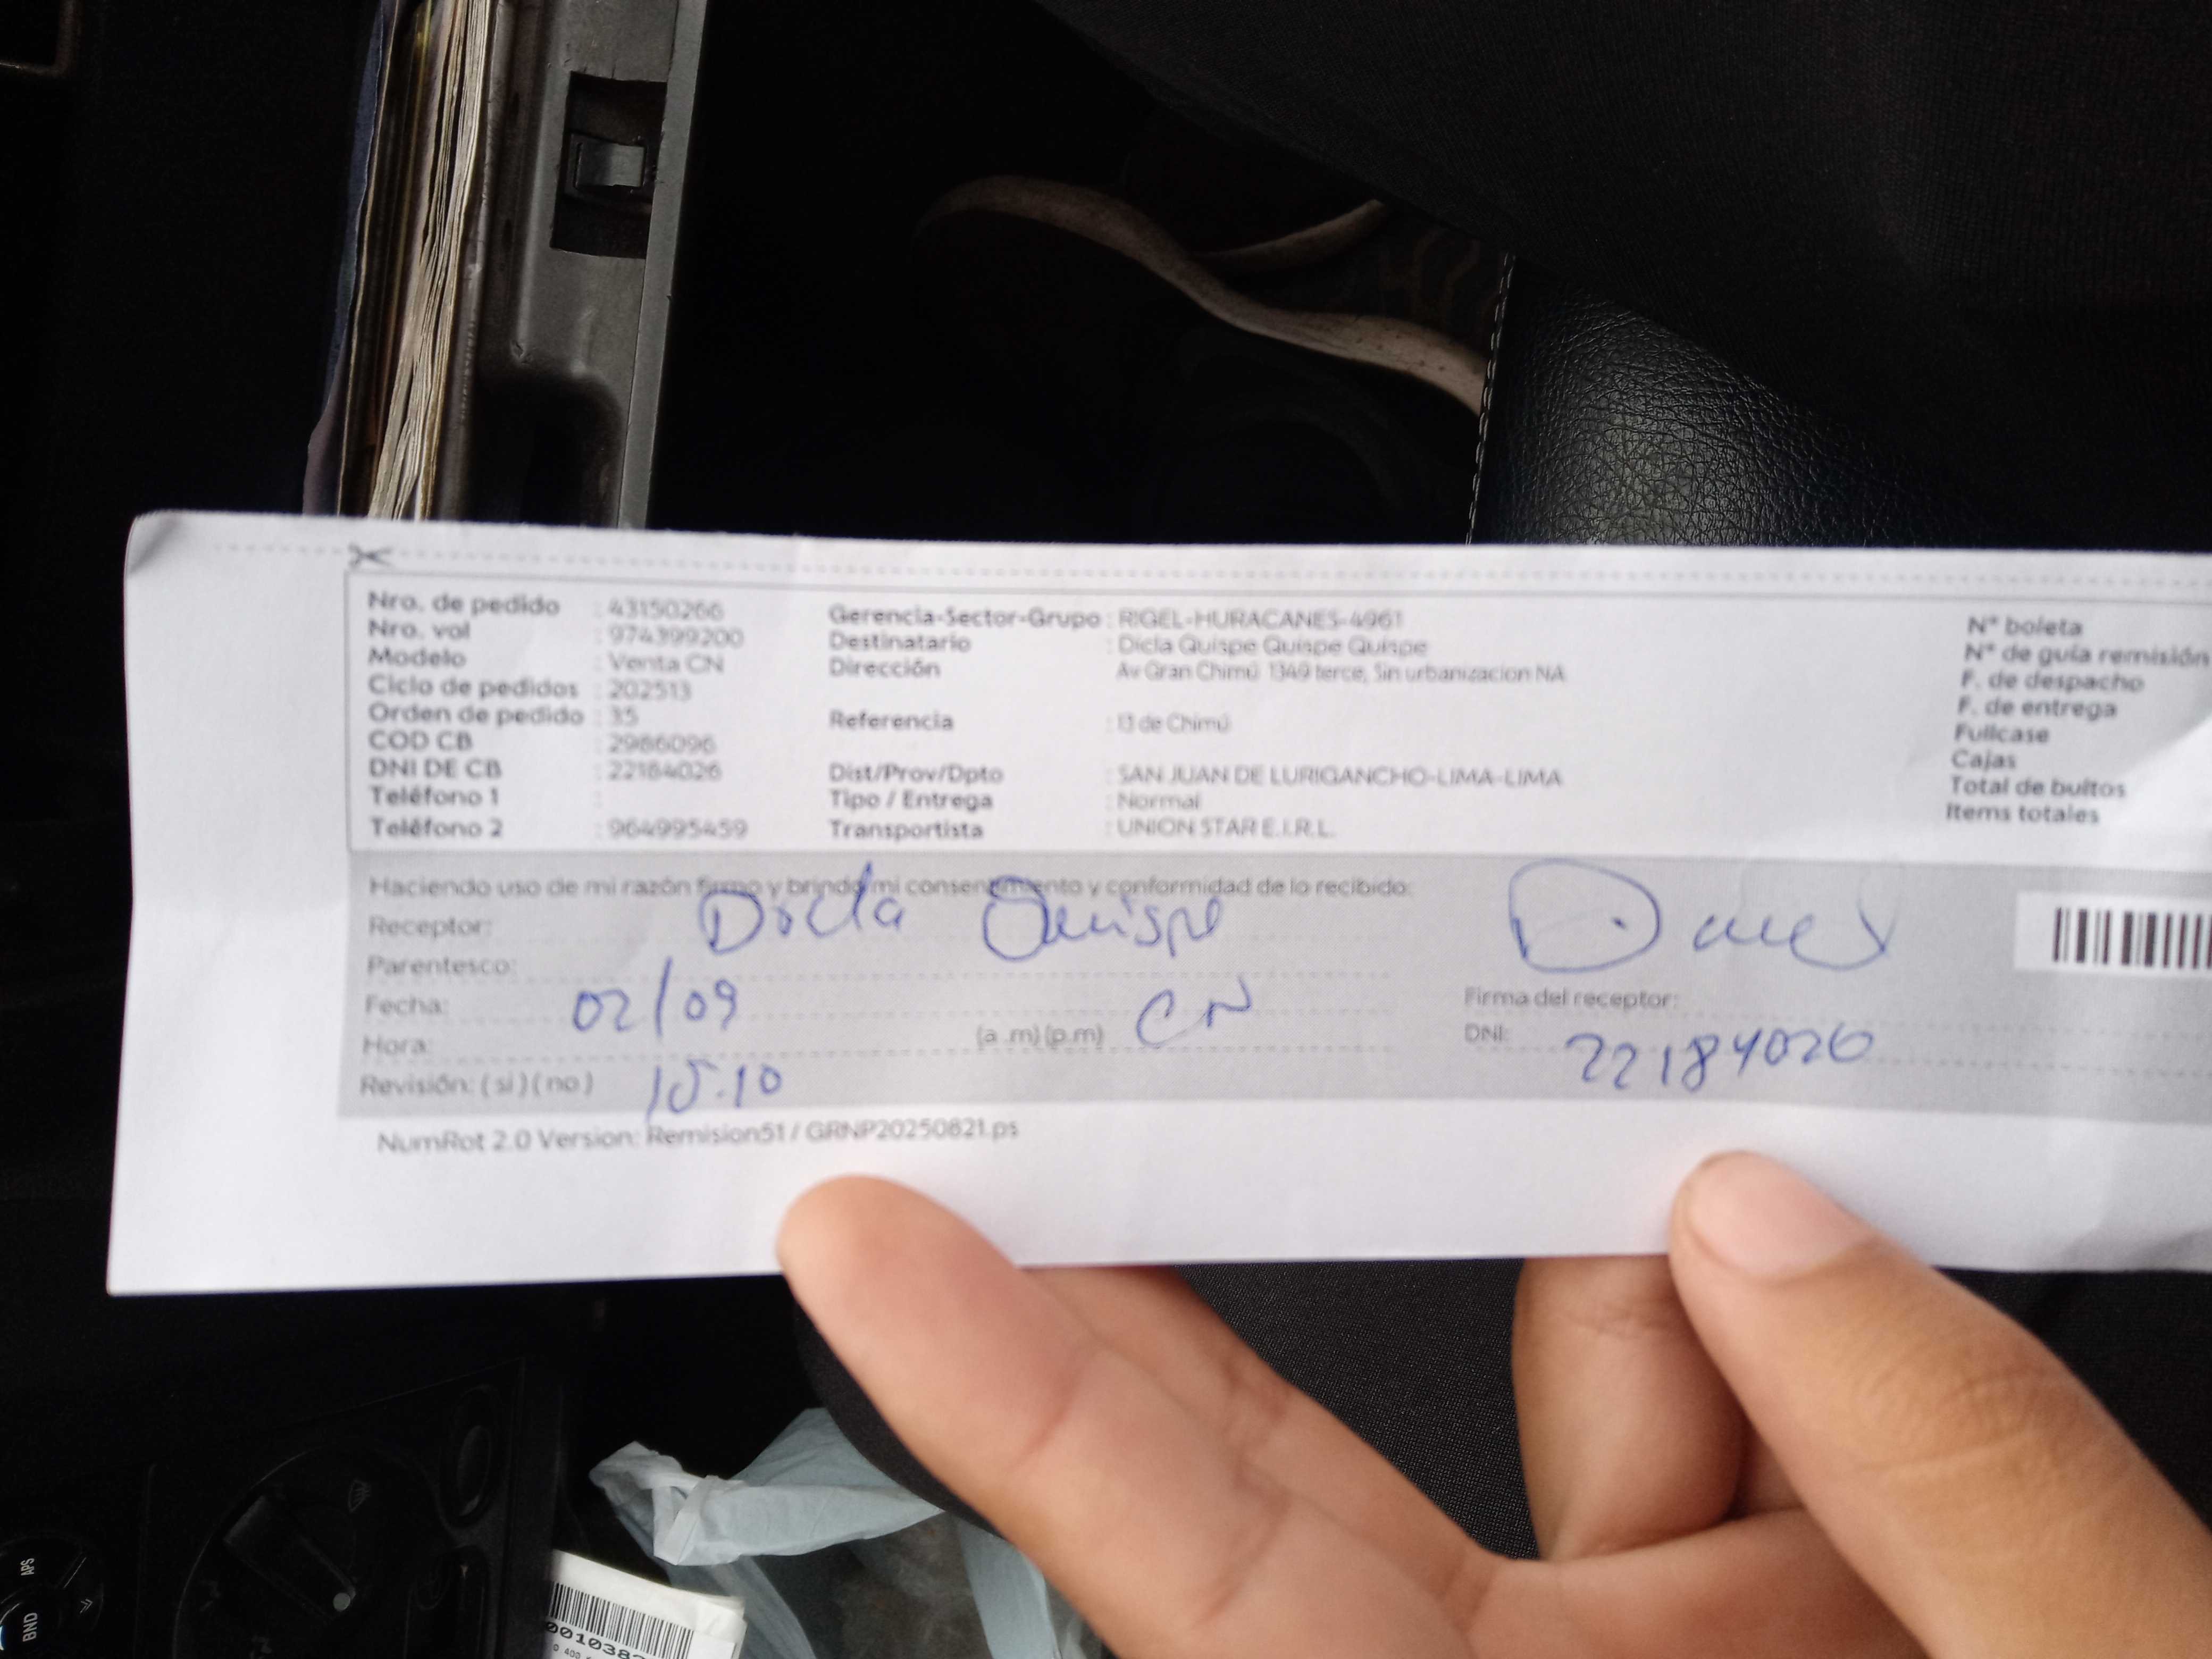 Nro. de pedido : 43150266
Nro. vol : 974399200
Modelo : Venta CN
Ciclo de pedidos : 202513
Orden de pedido : 35
COD CB : 2986096
DNI DE CB : 22184026
Teléfono 1 :
Teléfono 2 : 964995459
Gerencia-Sector-Grupo : RIGEL-HURACANES-4961
Destinatario : Dicla Quispe Quispe Quispe
Dirección : Av Gran Chimú 1349 terce, Sin urbanizacion NA
Referencia : 13 de Chimú
Dist/Prov/Dpto : SAN JUAN DE LURIGANCHO-LIMA-LIMA
Tipo / Entrega : Normal
Transportista : UNION STAR E.I.R.L.
N° boleta
N° de guía remisión
F. de despacho
F. de entrega
Fullcase
Cajas
Total de bultos
Items totales
Haciendo uso de mi razón firmo y brindo mi consentimiento y conformidad de lo recibido:
Receptor: Dicla Quispe
Parentesco:
Fecha: 02/09 CN
Hora: (a .m) (p.m)
Revisión: ( si ) ( no ) 15.10
Firma del receptor:
DNI: 22184026
NumRot 2.0 Version: Remision51 / GRNP20250821.ps
APS
BND